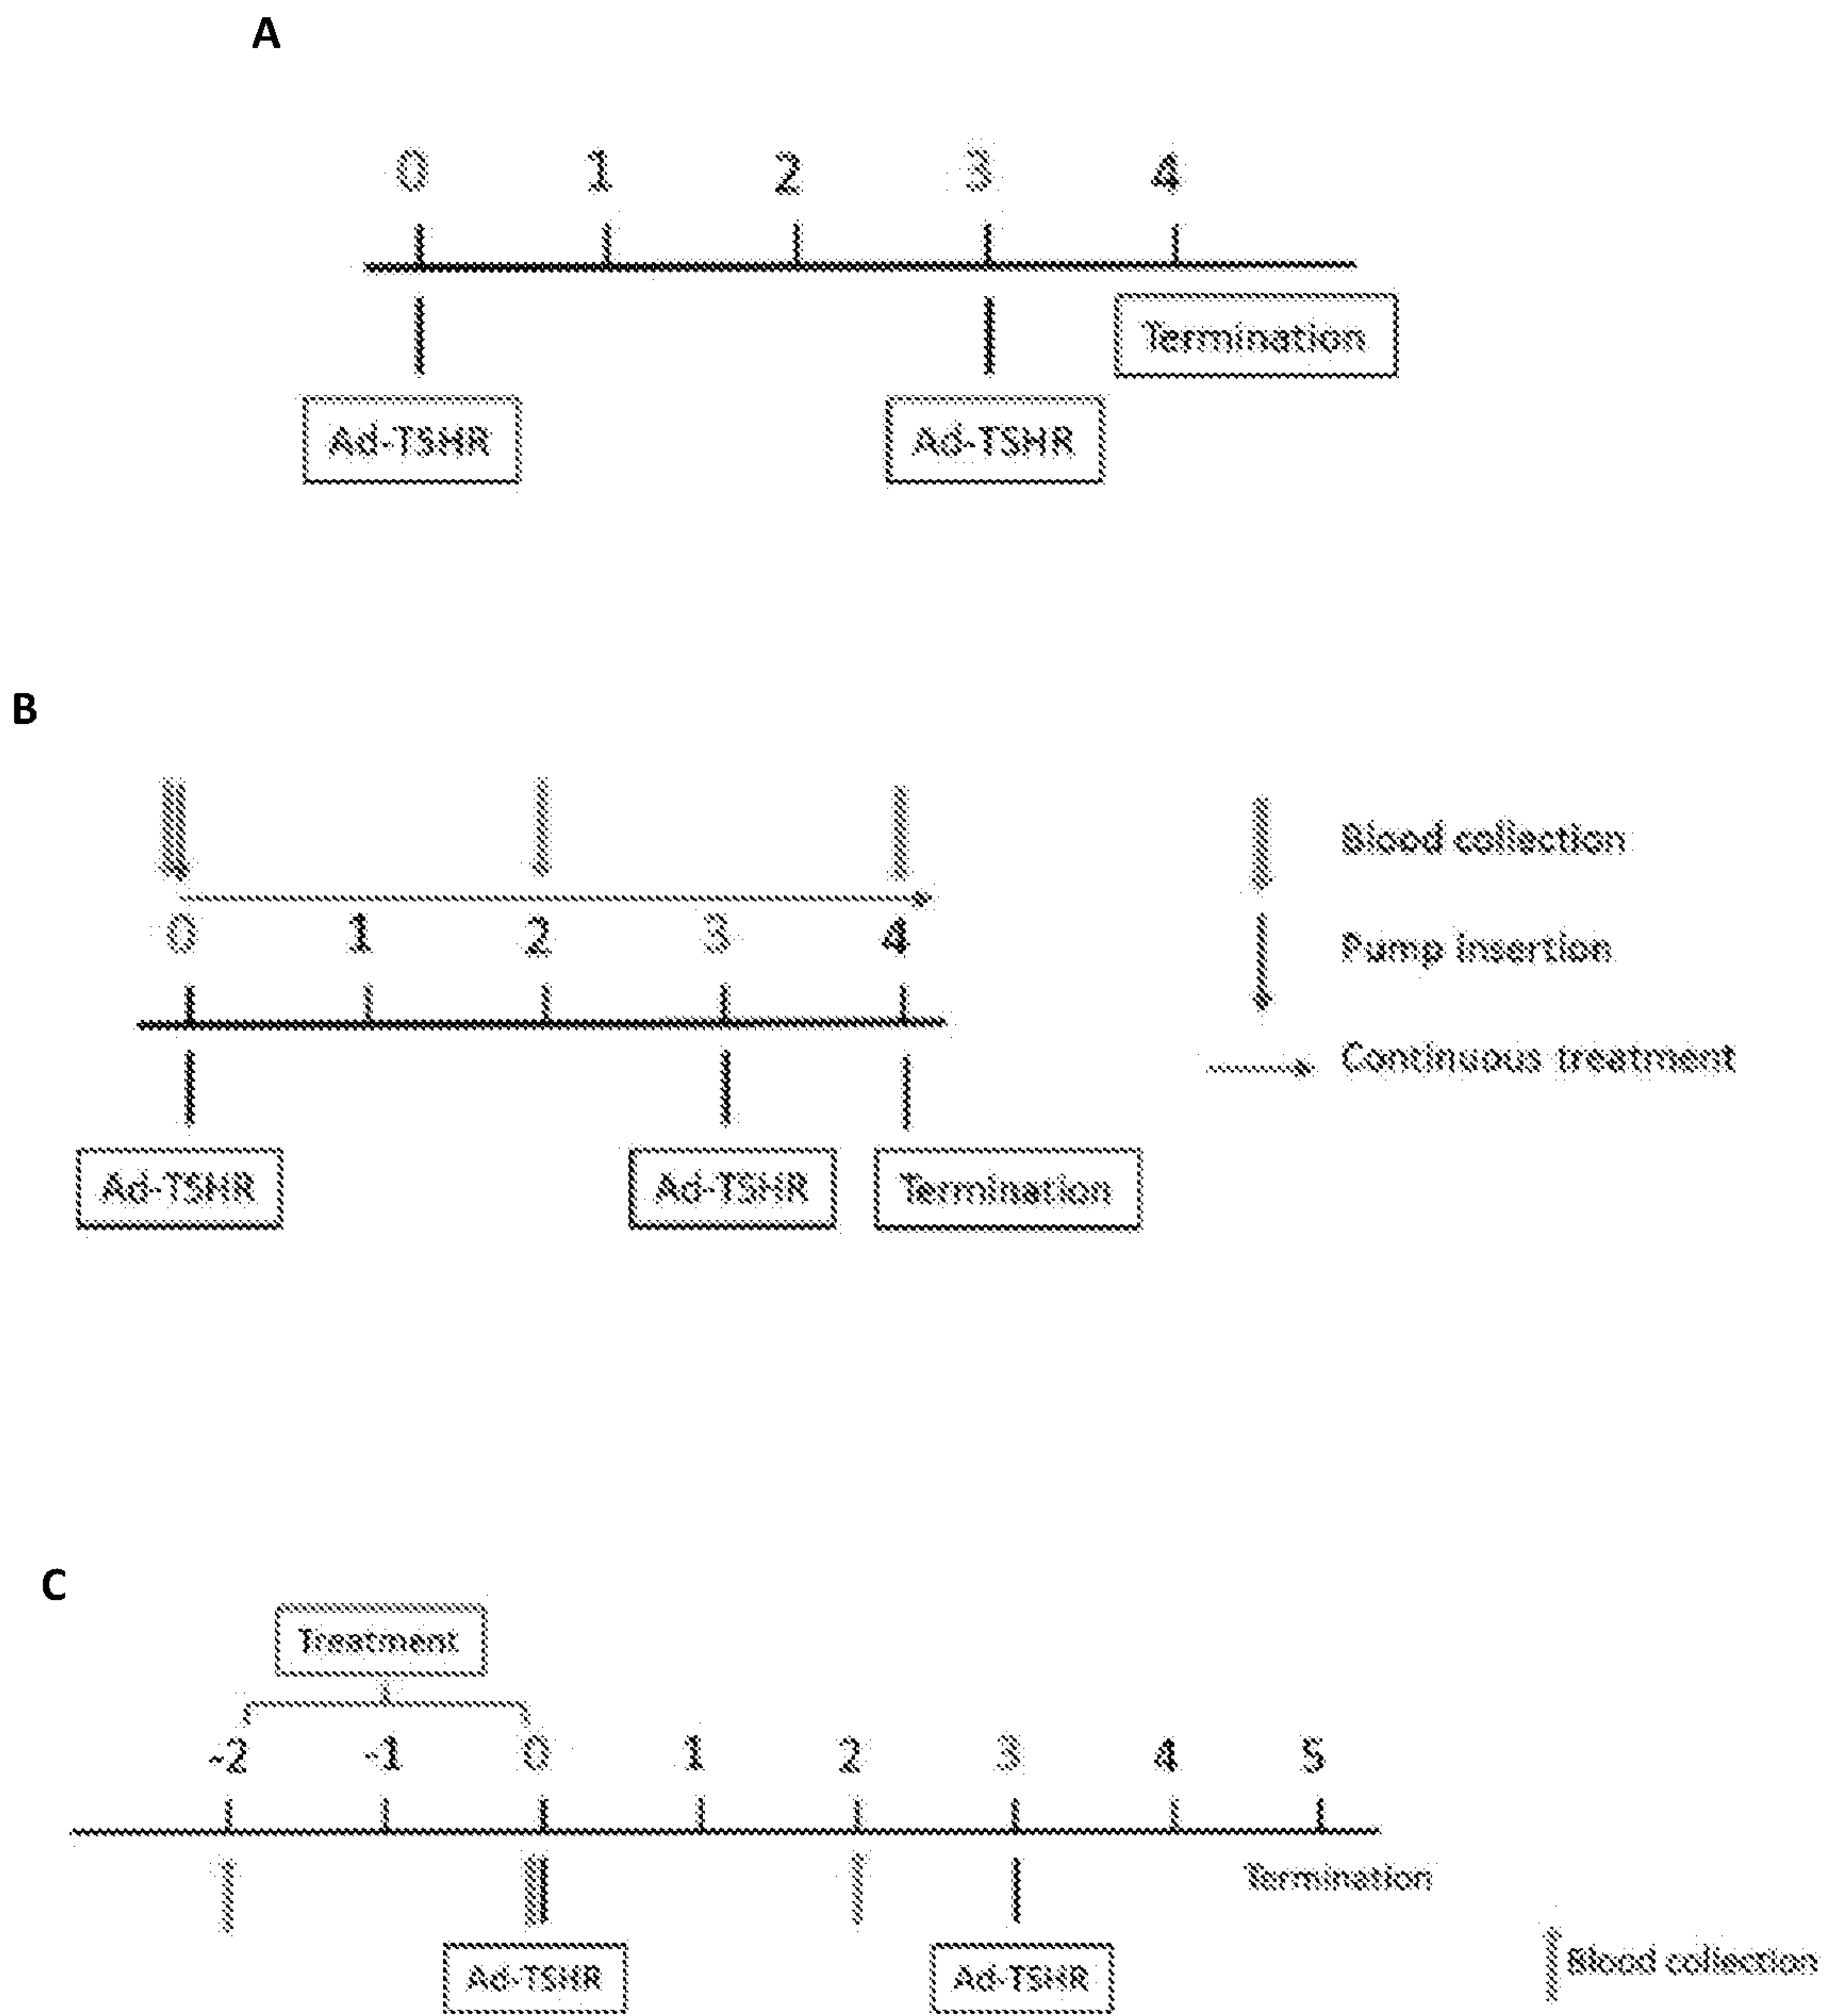 A
0 1 2 3 4
Termination
Ad-TSHR Ad-TSHR
B
Blood collection
0 1 2 3 4
Pump insertion
Continuous treatment
Ad-TSHR Ad-TSHR Termination
C
Treatment
-2 -1 0 1 2 3 4 5
Termination
Ad-TSHR Ad-TSHR
Blood collection